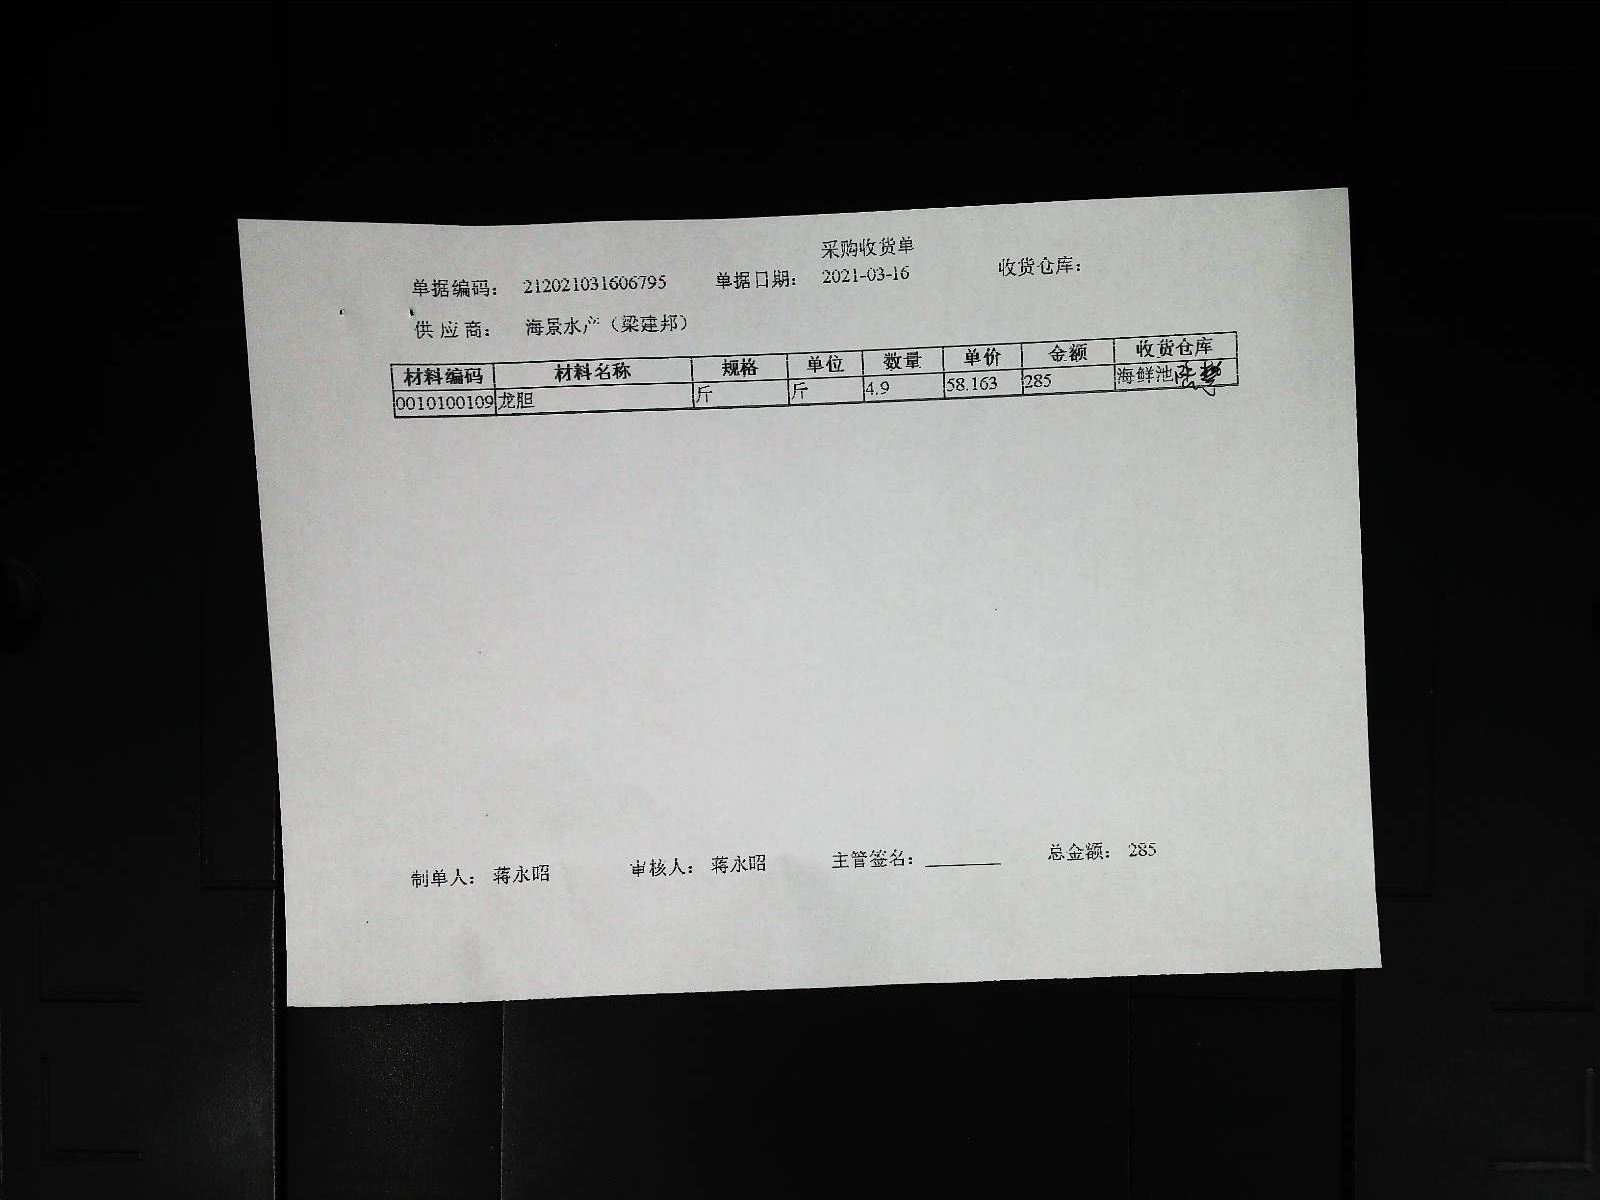 采购收货单
单据编码： 212021031606795 单据日期： 2021-03-16 收货仓库：
供 应 商： 海景水产（梁建邦）
材料编码 材料名称 规格 单位 数量 单价 金额 收货仓库
0010100109 龙胆 斤 斤 4.9 58.163 285 海鲜池
制单人： 蒋永昭 审核人： 蒋永昭 主管签名： 总金额： 285